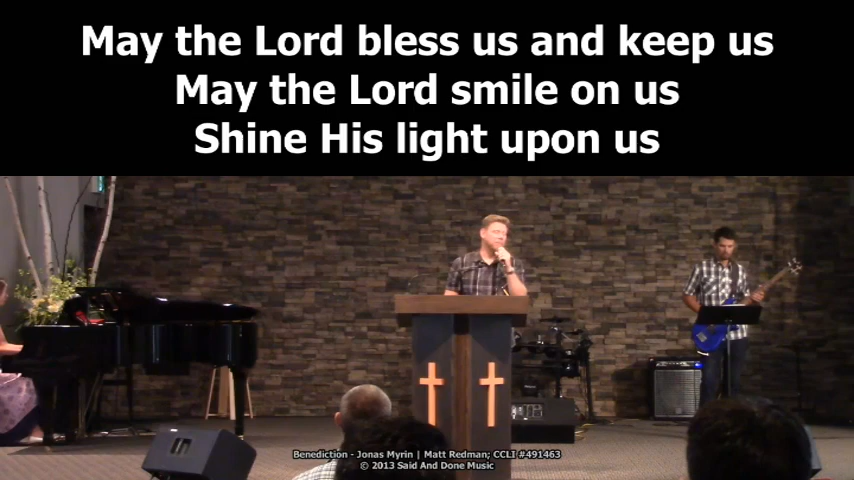 May the Lord bless us and keep us
May the Lord smile on us
Shine His light upon us
Benediction - Jonas Myrin | Matt Redman; CCLI #491463
© 2013 Said And Done Music